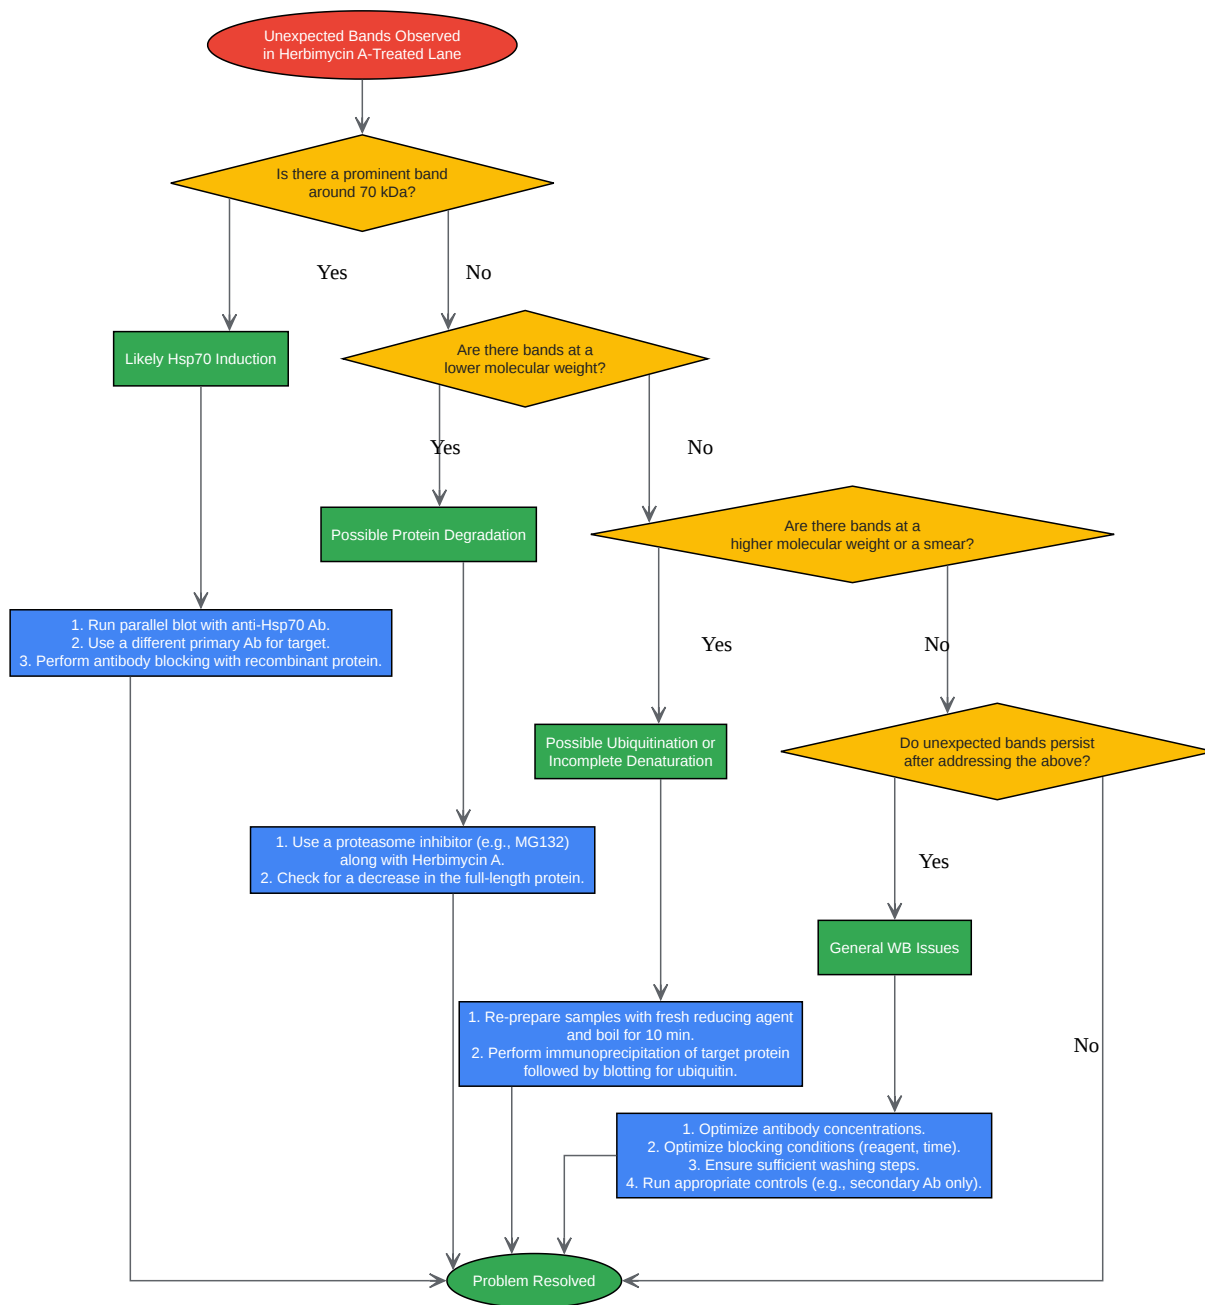 Unexpected Bands Observed
in Herbimycin A-Treated Lane
Is there a prominent band
around 70 kDa?
Yes
No
Likely Hsp70 Induction
Are there bands at a
lower molecular weight?
Yes
No
Possible Protein Degradation
Are there bands at a
higher molecular weight or a smear?
1. Run parallel blot with anti-Hsp70 Ab.
2. Use a different primary Ab for target.
3. Perform antibody blocking with recombinant protein.
Yes
No
Possible Ubiquitination or
Incomplete Denaturation
Do unexpected bands persist
after addressing the above?
1. Use a proteasome inhibitor (e.g., MG132)
along with Herbimycin A.
2. Check for a decrease in the full-length protein.
Yes
General WB Issues
No
1. Re-prepare samples with fresh reducing agent
and boil for 10 min.
2. Perform immunoprecipitation of target protein
followed by blotting for ubiquitin.
1. Optimize antibody concentrations.
2. Optimize blocking conditions (reagent, time).
3. Ensure sufficient washing steps.
4. Run appropriate controls (e.g., secondary Ab only).
Problem Resolved